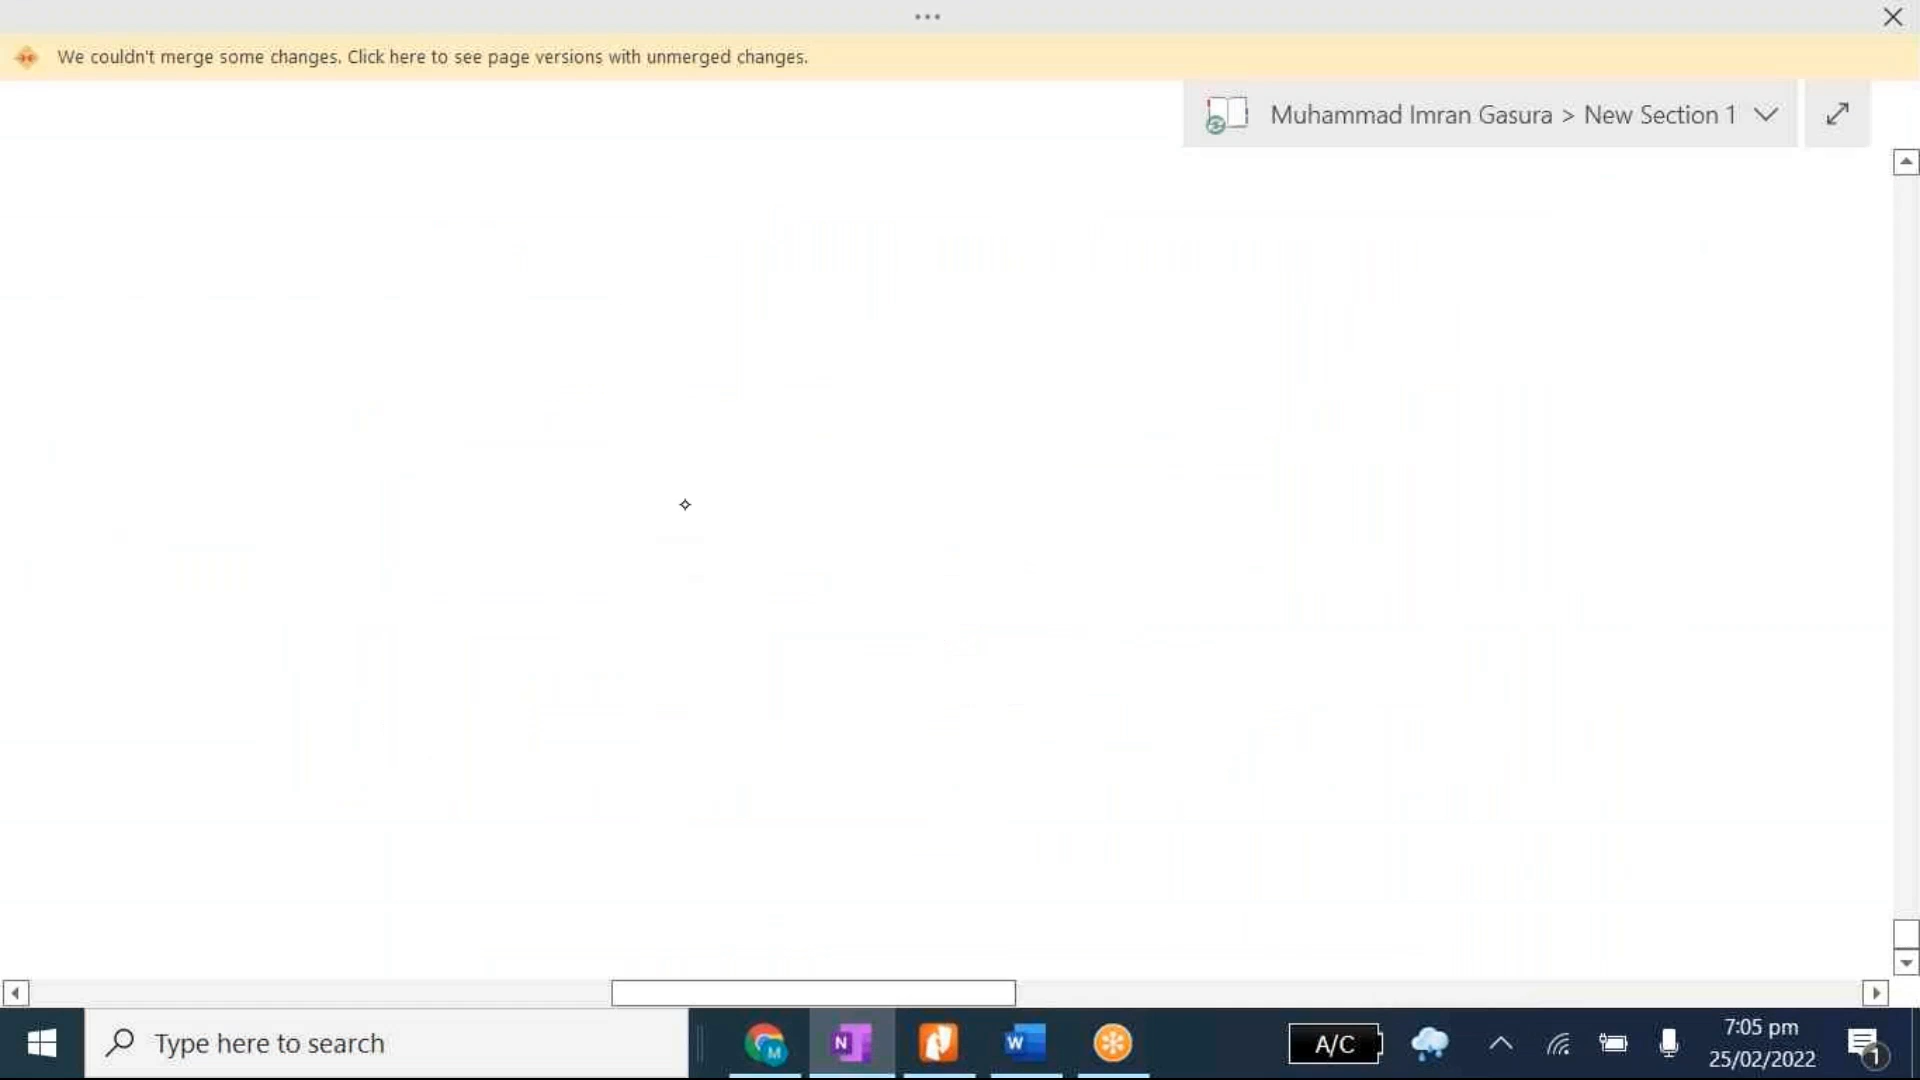 We couldn't merge some changes. Click here to see page versions with unmerged changes.
Muhammad Imran Gasura > New Section 1
Type here to search
M
N
W
A/C
7:05 pm
25/02/2022
1